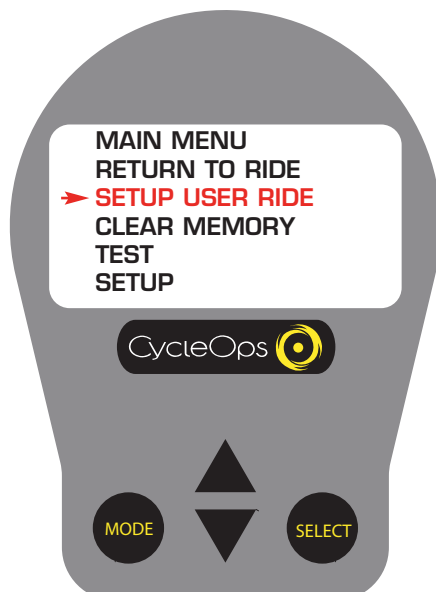 MAIN MENU
RETURN TO RIDE
SETUP USER RIDE
CLEAR MEMORY
TEST
SETUP
CycleOps
MODE
SELECT